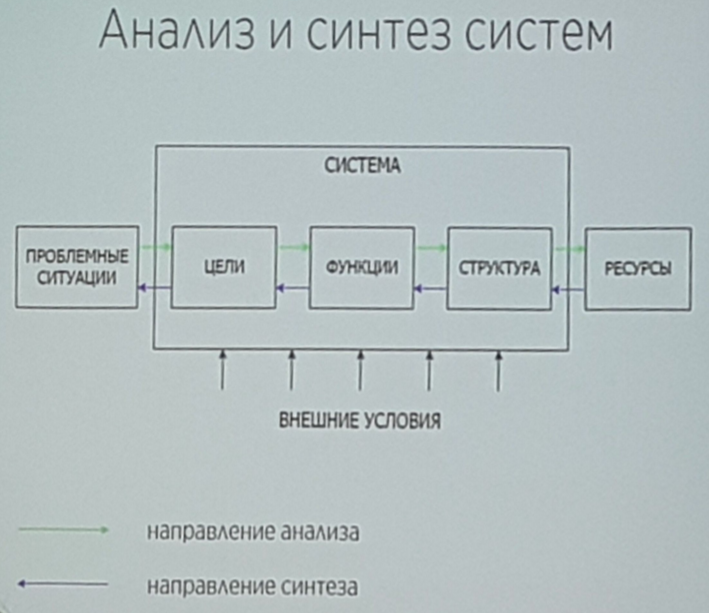 Анализ и синтез систем
СИСТЕМА
ПРОБЛЕМНЫЕ
СИТУАЦИИ
ЦЕЛИ
ФУНКЦИИ
СТРУКТУРА
РЕСУРСЫ
ВНЕШНИЕ УСЛОВИЯ
направление анализа
направление синтеза